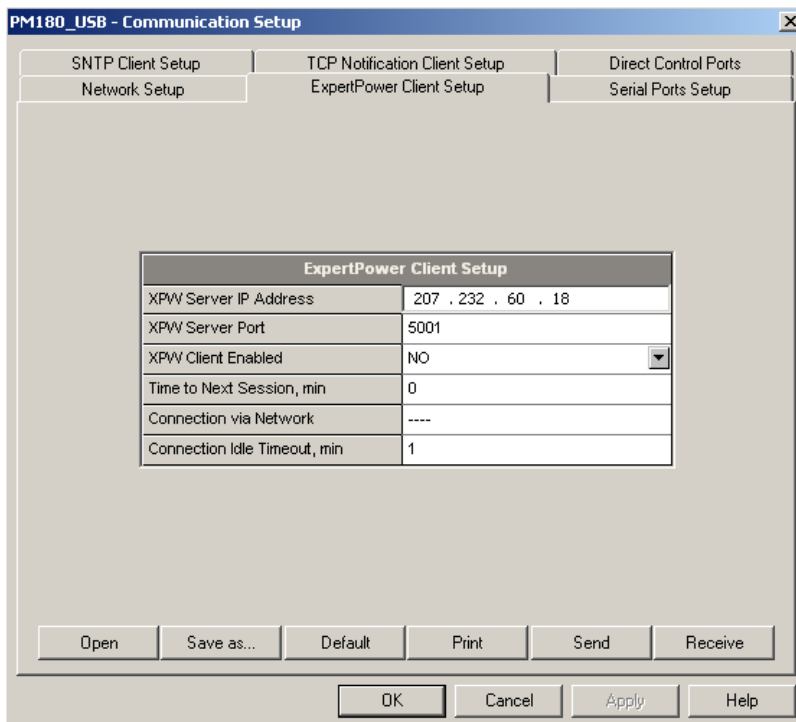 PM180_USB - Communication Setup
SNTP Client Setup TCP Notification Client Setup Direct Control Ports
Network Setup ExpertPower Client Setup Serial Ports Setup
ExpertPower Client Setup
XPW Server IP Address 207 . 232 . 60 . 18
XPW Server Port 5001
XPW Client Enabled NO
Time to Next Session, min 0
Connection via Network ----
Connection Idle Timeout, min 1
Open Save as... Default Print Send Receive
OK Cancel Apply Help